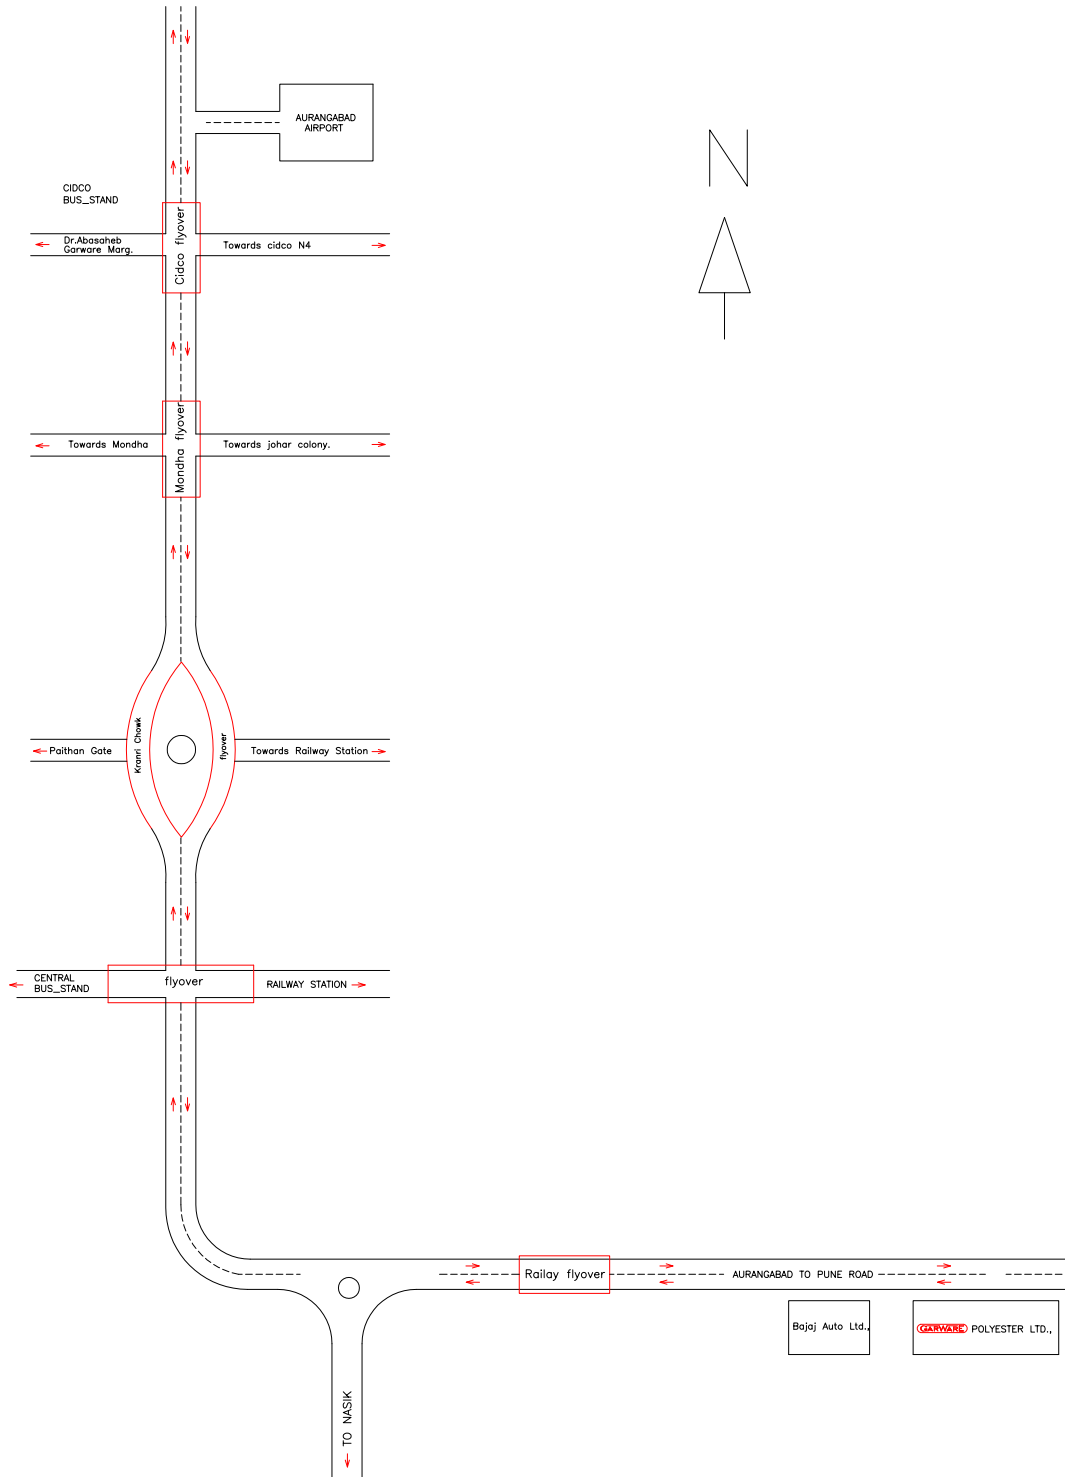 AURANGABAD
AIRPORT
N
CIDCO
BUS_STAND
Cidco flyover
Dr.Abasaheb
Garware Marg.
Towards cidco N4
Mondha flyover
Towards Mondha
Towards johar colony.
Kranri Chowk
flyover
Paithan Gate
Towards Railway Station
CENTRAL
BUS_STAND
flyover
RAILWAY STATION
Railay flyover
AURANGABAD TO PUNE ROAD
Bajaj Auto Ltd.,
GARWARE POLYESTER LTD.,
TO NASIK